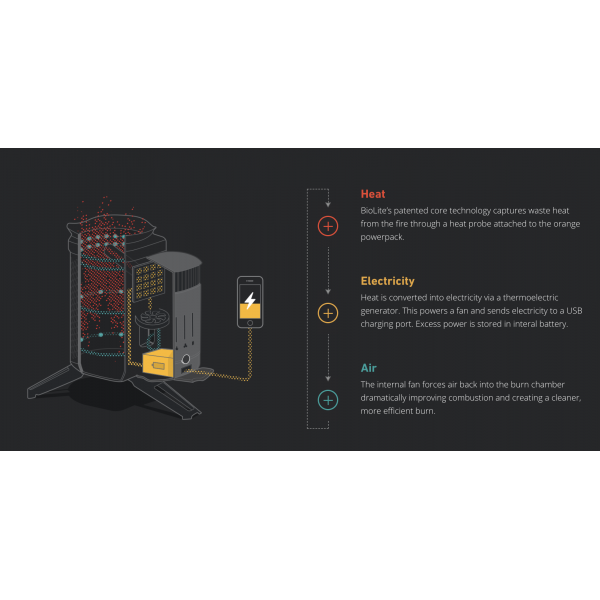 Heat
BioLite's patented core technology captures waste heat
from the fire through a heat probe attached to the orange
powerpack.
Electricity
Heat is converted into electricity via a thermoelectric
generator. This powers a fan and sends electricity to a USB
charging port. Excess power is stored in interal battery.
Air
The internal fan forces air back into the burn chamber
dramatically improving combustion and creating a cleaner,
more efficient burn.